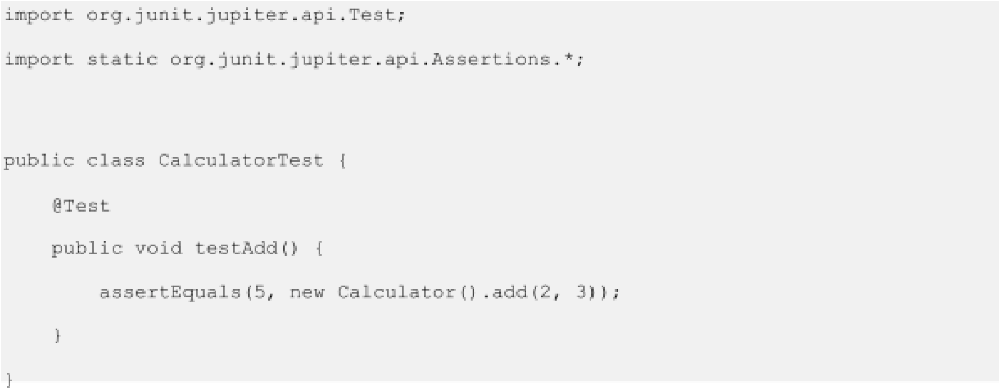 import org.junit.jupiter.api.Test;
import static org.junit.jupiter.api.Assertions.*;
public class CalculatorTest {
    @Test
    public void testAdd() {
        assertEquals(5, new Calculator().add(2, 3));
    }
}